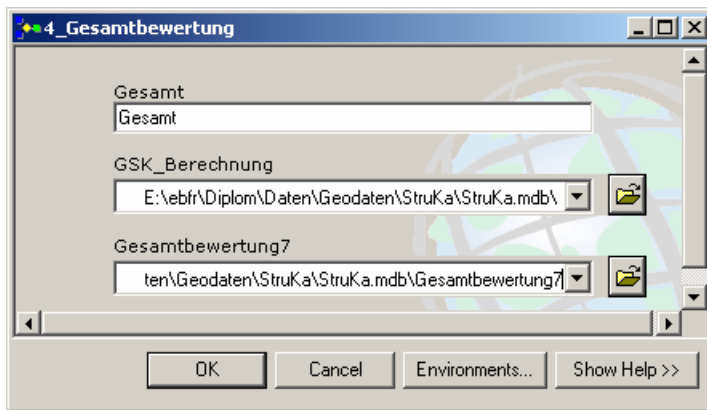 4_Gesamtbewertung
Gesamt
Gesamt
GSK_Berechnung
E:\ebfr\Diplom\Daten\Geodaten\StruKa\StruKa.mdb\
Gesamtbewertung7
ten\Geodaten\StruKa\StruKa.mdb\Gesamtbewertung7
OK Cancel Environments... Show Help >>